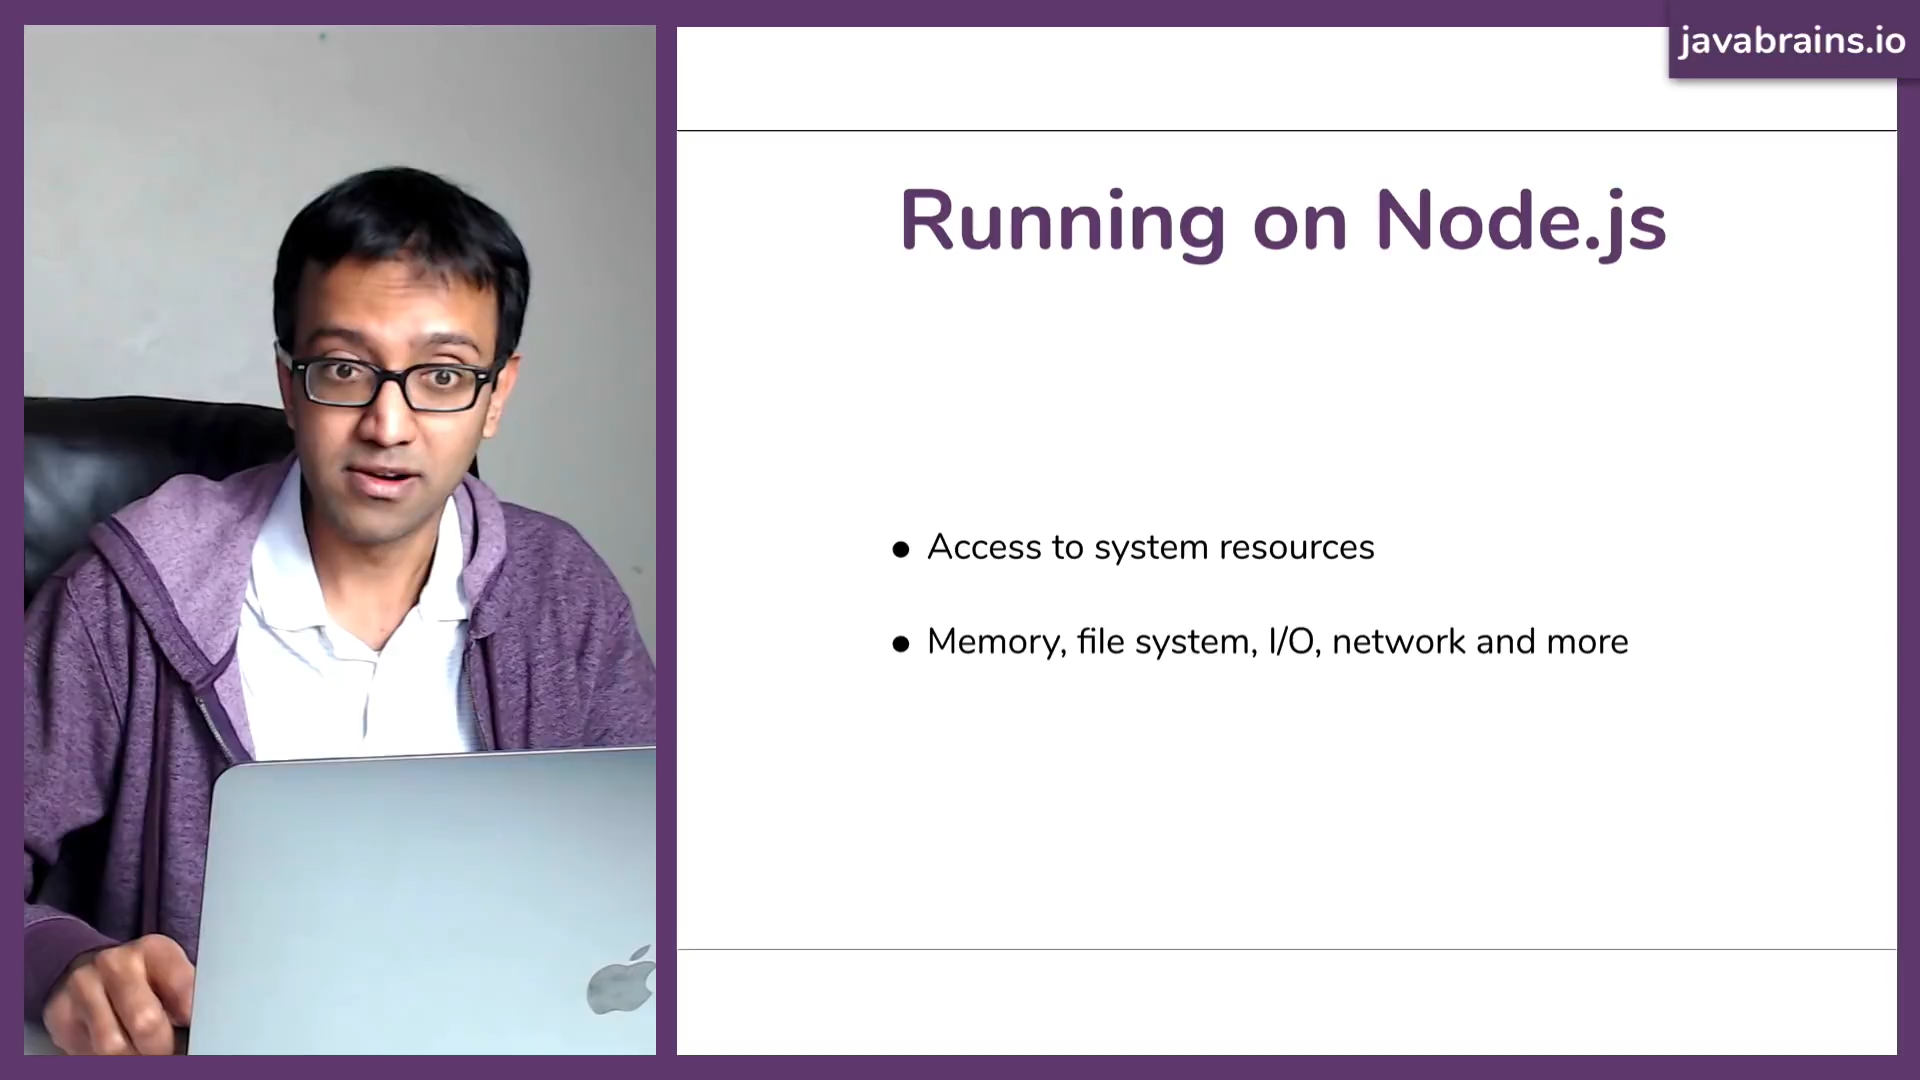 javabrains.io
Running on Node.js
● Access to system resources
● Memory, file system, I/O, network and more